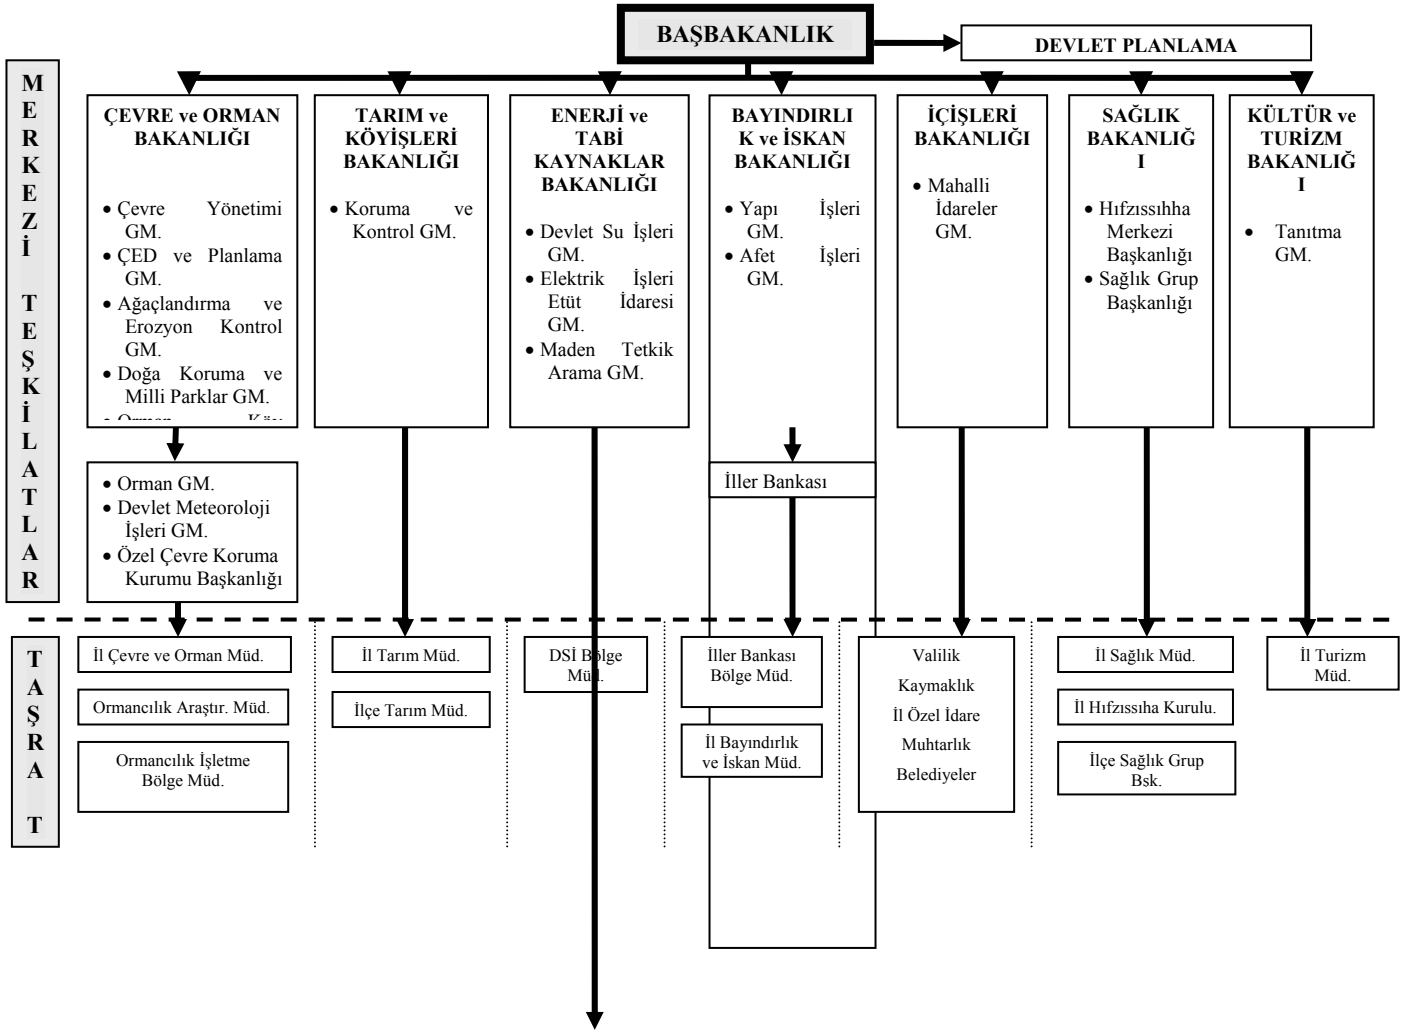 BAŞBAKANLIK
DEVLET PLANLAMA
MERKEZİ TEŞKİLATLAR
ÇEVRE ve ORMAN
BAKANLIĞI
• Çevre Yönetimi
GM.
• ÇED ve Planlama
GM.
• Ağaçlandırma ve
Erozyon Kontrol
GM.
• Doğa Koruma ve
Milli Parklar GM.
• Orman Köy
• Orman GM.
• Devlet Meteoroloji
İşleri GM.
• Özel Çevre Koruma
Kurumu Başkanlığı
TARIM ve
KÖYİŞLERİ
BAKANLIĞI
• Koruma ve
Kontrol GM.
ENERJİ ve
TABİ
KAYNAKLAR
BAKANLIĞI
• Devlet Su İşleri
GM.
• Elektrik İşleri
Etüt İdaresi
GM.
• Maden Tetkik
Arama GM.
BAYINDIRLI
K ve İSKAN
BAKANLIĞI
• Yapı İşleri
GM.
• Afet İşleri
GM.
İller Bankası
İÇİŞLERİ
BAKANLIĞI
• Mahalli
İdareler
GM.
SAĞLIK
BAKANLIĞ
I
• Hıfzıssıhha
Merkezi
Başkanlığı
• Sağlık Grup
Başkanlığı
KÜLTÜR ve
TURİZM
BAKANLIĞ
I
• Tanıtma
GM.
TAŞRA T
İl Çevre ve Orman Müd.
Ormancılık Araştır. Müd.
Ormancılık İşletme
Bölge Müd.
İl Tarım Müd.
İlçe Tarım Müd.
DSİ Bölge
Müd.
İller Bankası
Bölge Müd.
İl Bayındırlık
ve İskan Müd.
Valilik
Kaymaklık
İl Özel İdare
Muhtarlık
Belediyeler
İl Sağlık Müd.
İl Hıfzıssıha Kurulu.
İlçe Sağlık Grup
Bsk.
İl Turizm
Müd.